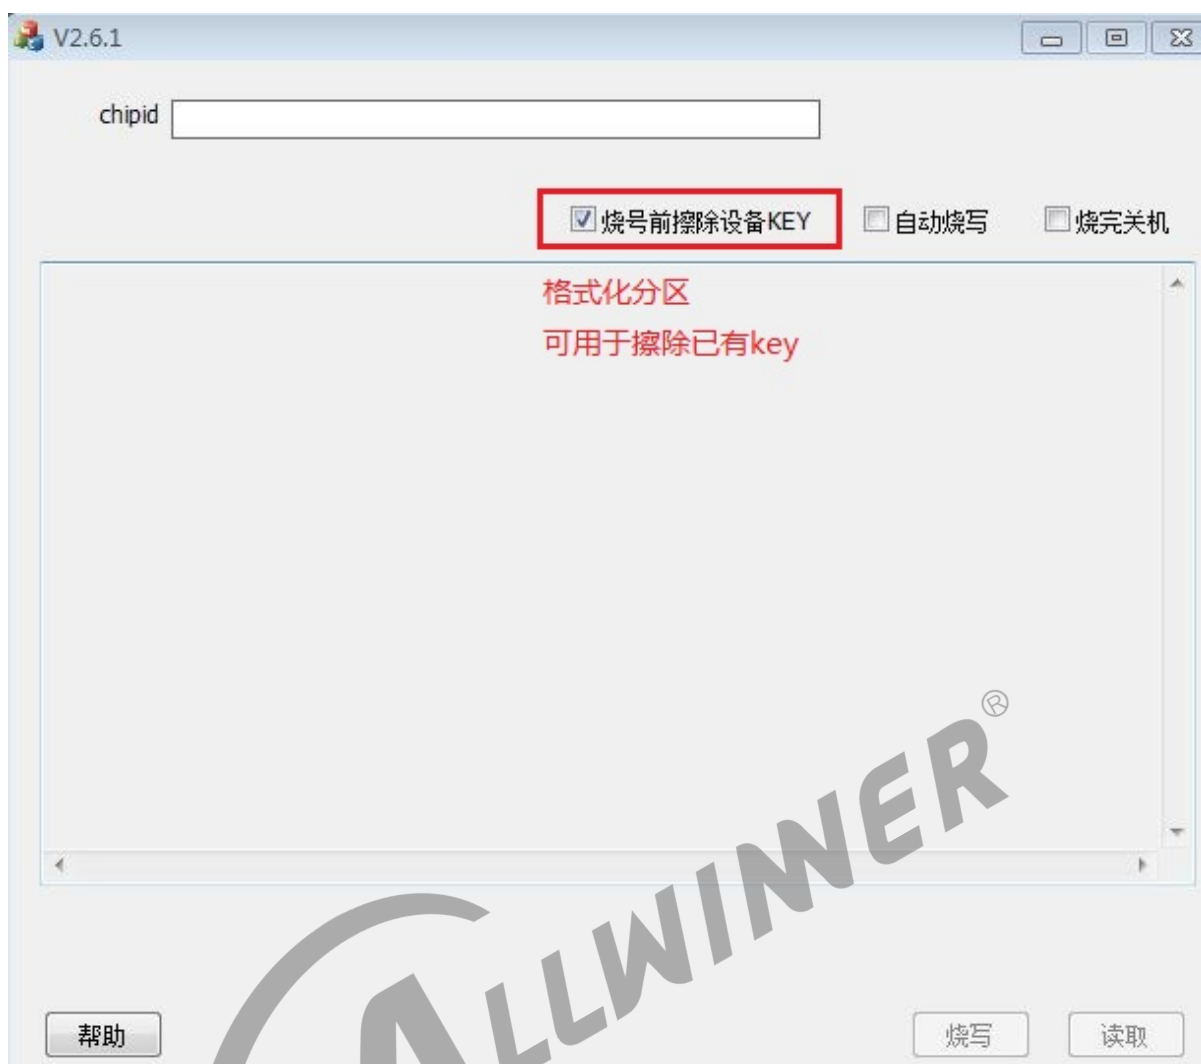 V2.6.1
chipid
烧号前擦除设备KEY 自动烧写 烧完关机
格式化分区
可用于擦除已有key
ALLWINNER®
帮助 烧写 读取